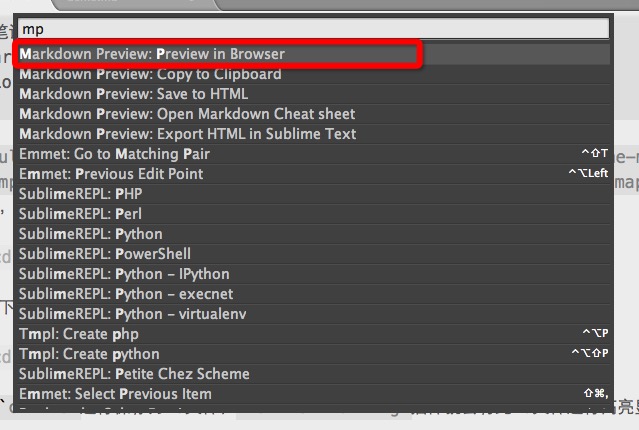 mp
Markdown Preview: Preview in Browser
Markdown Preview: Copy to Clipboard
Markdown Preview: Save to HTML
Markdown Preview: Open Markdown Cheat sheet
Markdown Preview: Export HTML in Sublime Text
Emmet: Go to Matching Pair ^⇧T
Emmet: Previous Edit Point ^⌥Left
SublimeREPL: PHP
SublimeREPL: Perl
SublimeREPL: Python
SublimeREPL: PowerShell
SublimeREPL: Python - IPython
SublimeREPL: Python - execnet
SublimeREPL: Python - virtualenv
Tmpl: Create php ^⌥P
Tmpl: Create python ^⌥⇧P
SublimeREPL: Petite Chez Scheme
Emmet: Select Previous Item ⇧⌘,